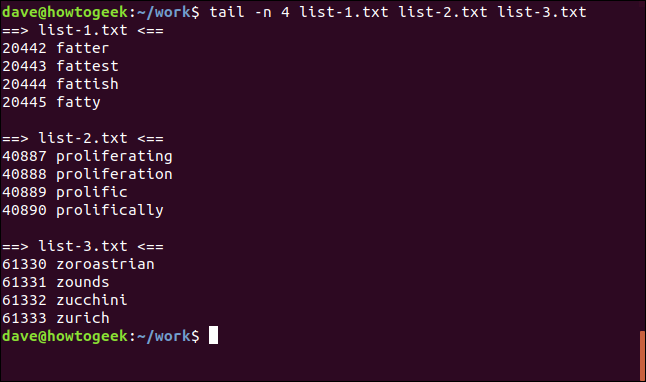 dave@howtogeek:~/work$ tail -n 4 list-1.txt list-2.txt list-3.txt
==> list-1.txt <==
20442 fatter
20443 fattest
20444 fattish
20445 fatty
==> list-2.txt <==
40887 proliferating
40888 proliferation
40889 prolific
40890 prolifically
==> list-3.txt <==
61330 zoroastrian
61331 zounds
61332 zucchini
61333 zurich
dave@howtogeek:~/work$